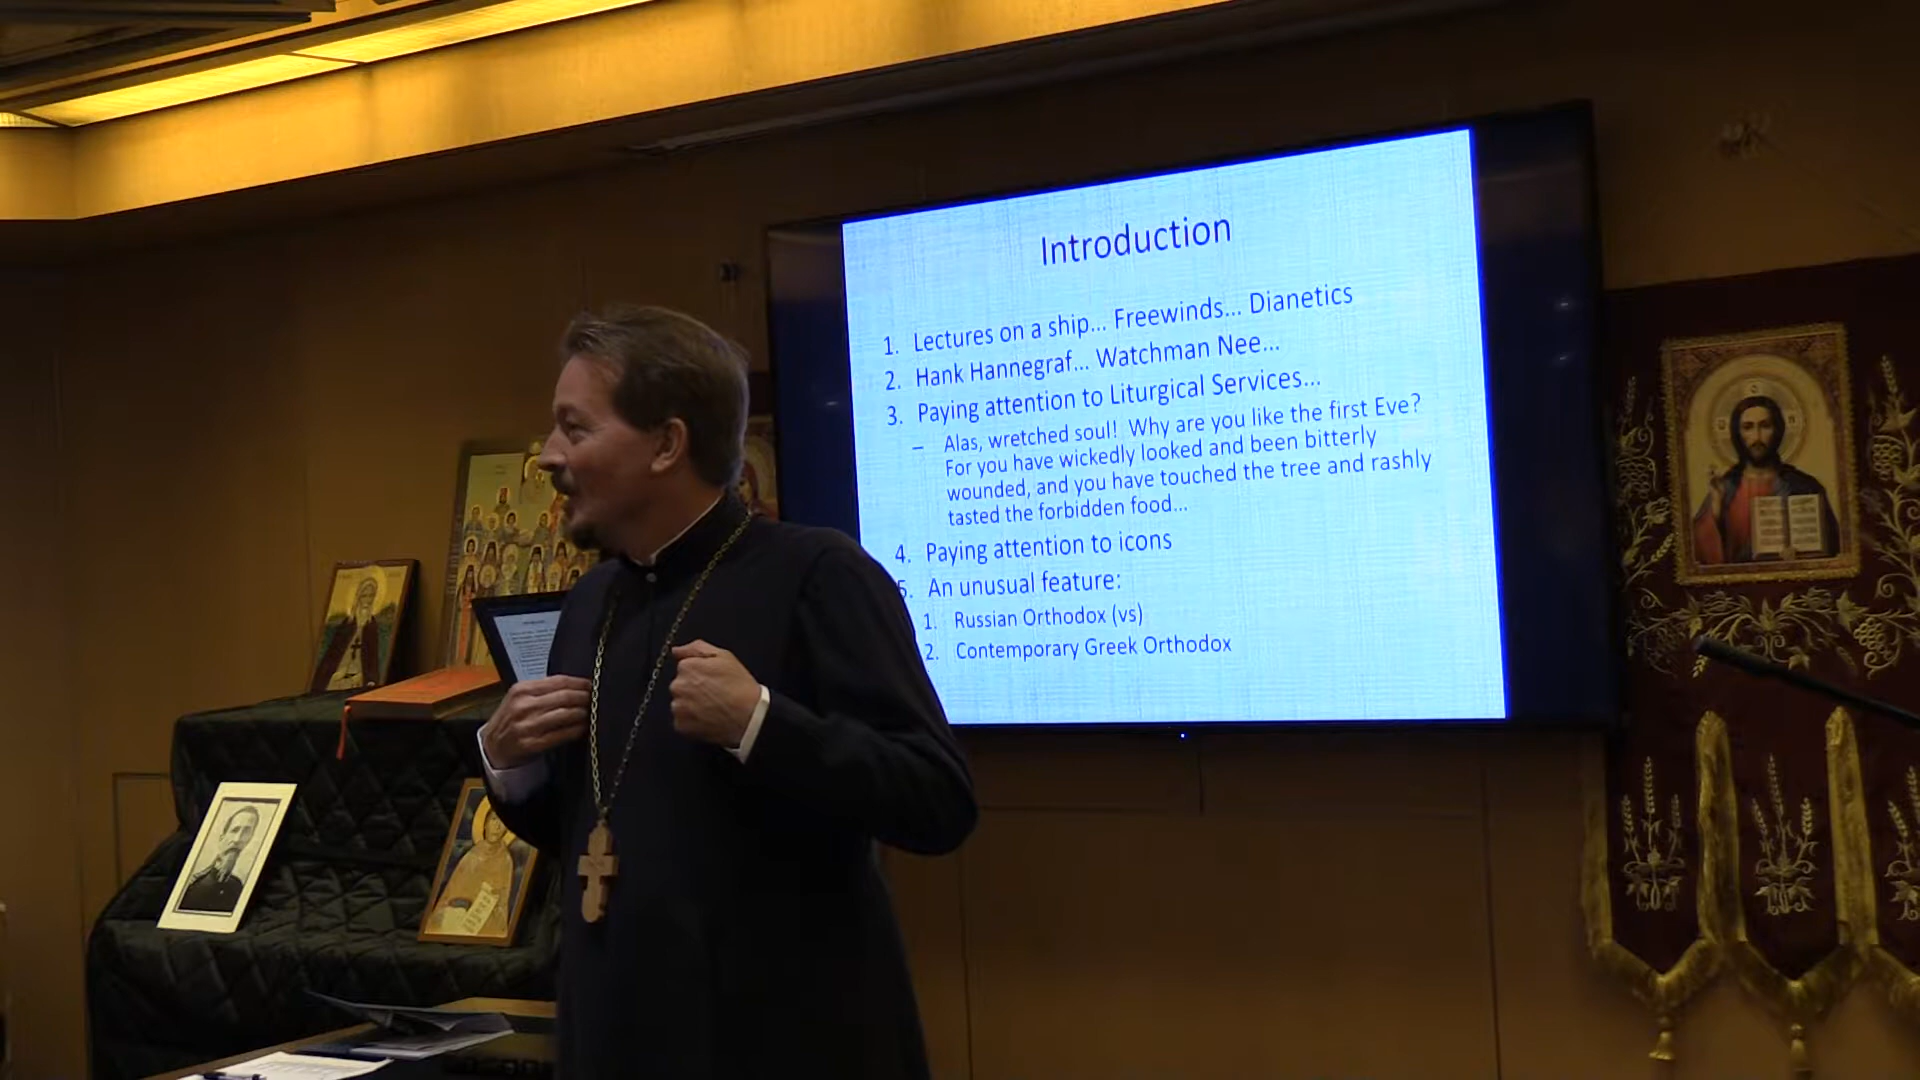 Introduction
1. Lectures on a ship... Freewinds... Dianetics
2. Hank Hannegraf... Watchman Nee...
3. Paying attention to Liturgical Services...
– Alas, wretched soul! Why are you like the first Eve?
For you have wickedly looked and been bitterly
wounded, and you have touched the tree and rashly
tasted the forbidden food...
4. Paying attention to icons
5. An unusual feature:
1. Russian Orthodox (vs)
2. Contemporary Greek Orthodox